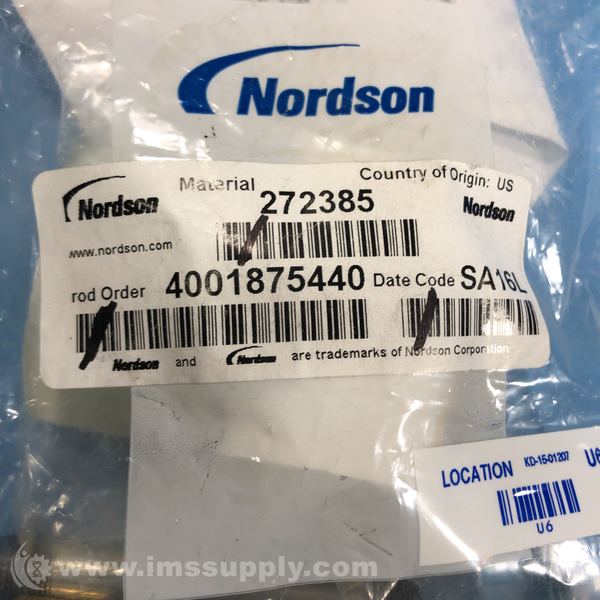 Nordson
Material
Country of Origin: US
Nordson
272385
Nordson
www.nordson.com
rod Order 4001875440 Date Code SA16L
Nordson and Nordson are trademarks of Nordson Corporation
LOCATION KD-15-01207 U6
U6
www.imssupply.com